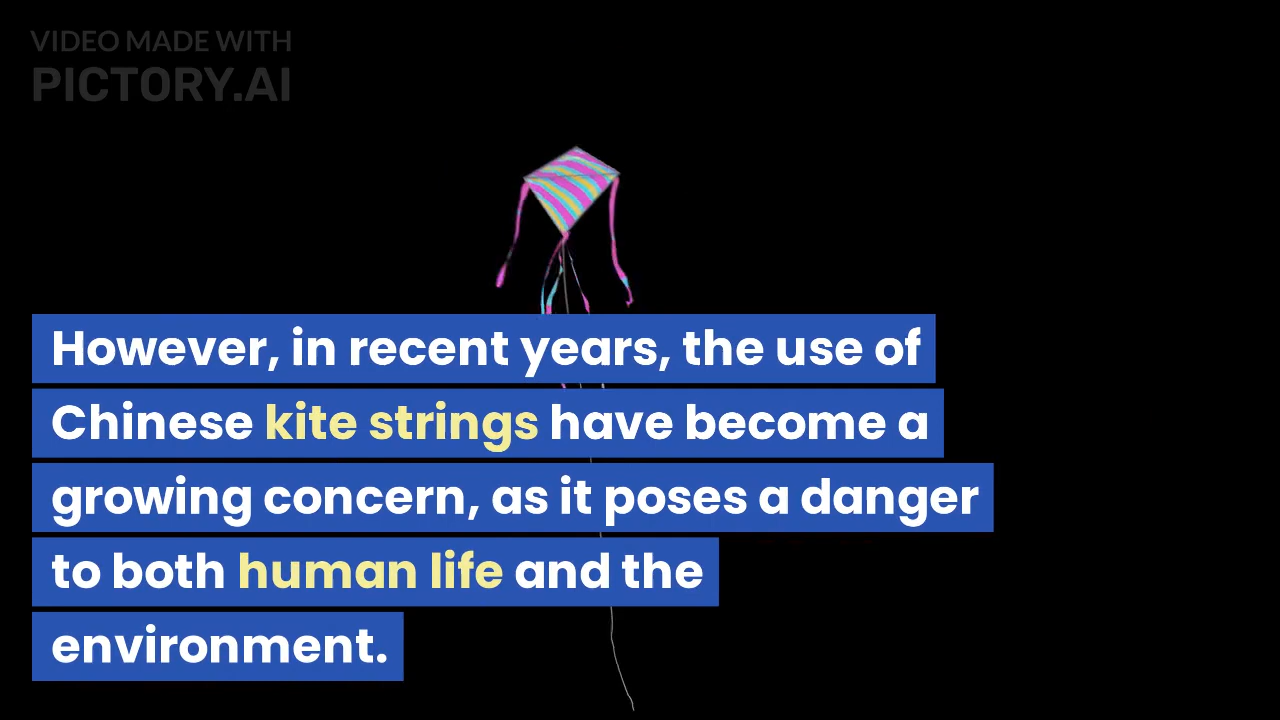 VIDEO MADE WITH
PICTORY.AI
However, in recent years, the use of
Chinese kite strings have become a
growing concern, as it poses a danger
to both human life and the
environment.